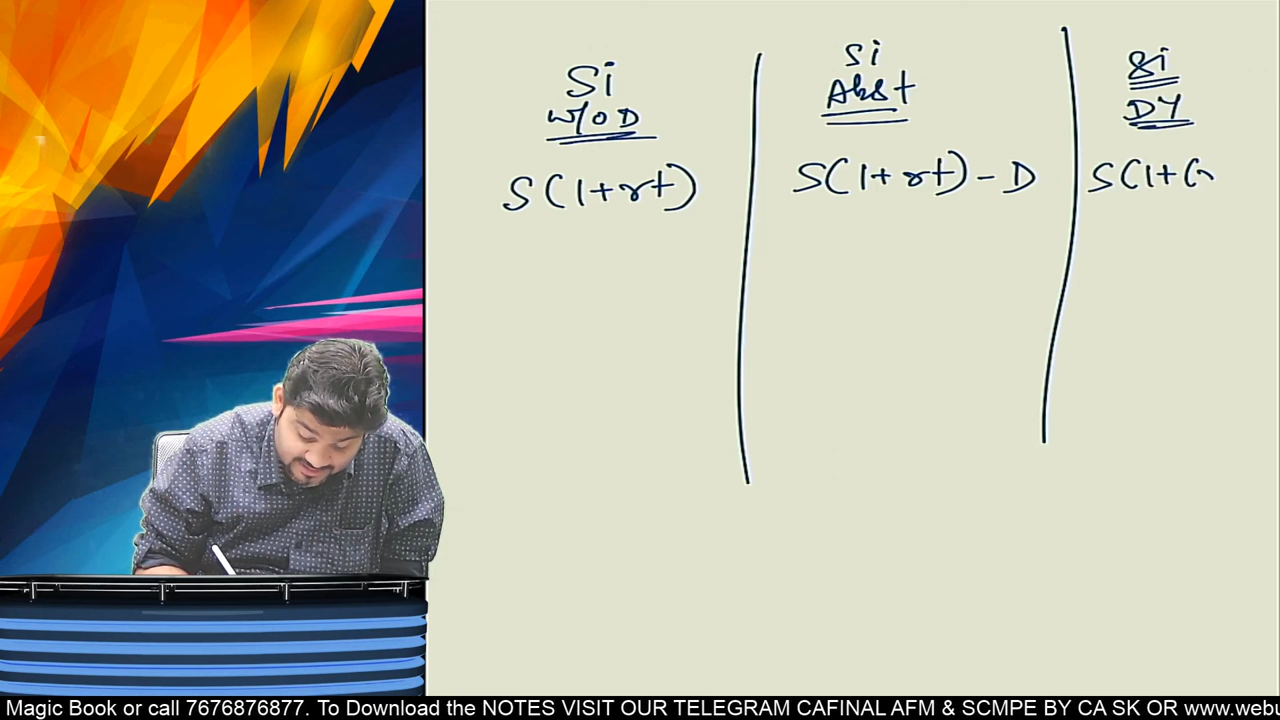 Si
W/O D
S(1+rt)
Si
Abst
S(1+rt)-D
Si
DY
S(1+(r
Magic Book or call 7676876877. To Download the NOTES VISIT OUR TELEGRAM CAFINAL AFM & SCMPE BY CA SK OR www.webu